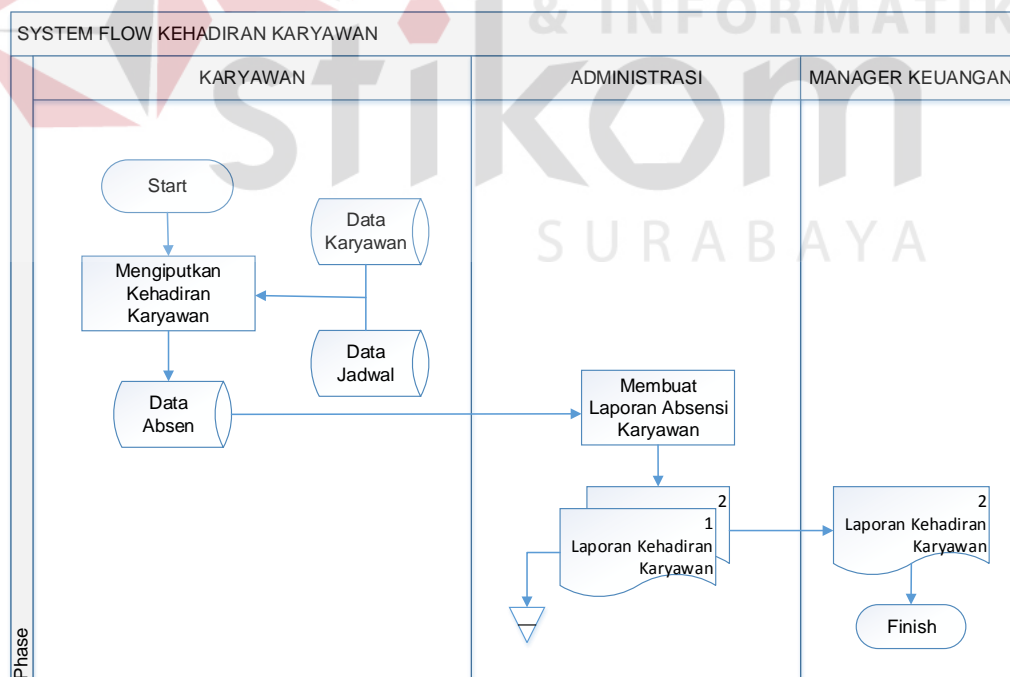 & INFORMATIK
SYSTEM FLOW KEHADIRAN KARYAWAN
KARYAWAN
ADMINISTRASI
MANAGER KEUANGAN
stikom
SURABAYA
Start
Data
Karyawan
Mengiputkan
Kehadiran
Karyawan
Data
Jadwal
Data
Absen
Membuat
Laporan Absensi
Karyawan
2
1
Laporan Kehadiran
Karyawan
2
Laporan Kehadiran
Karyawan
Finish
Phase